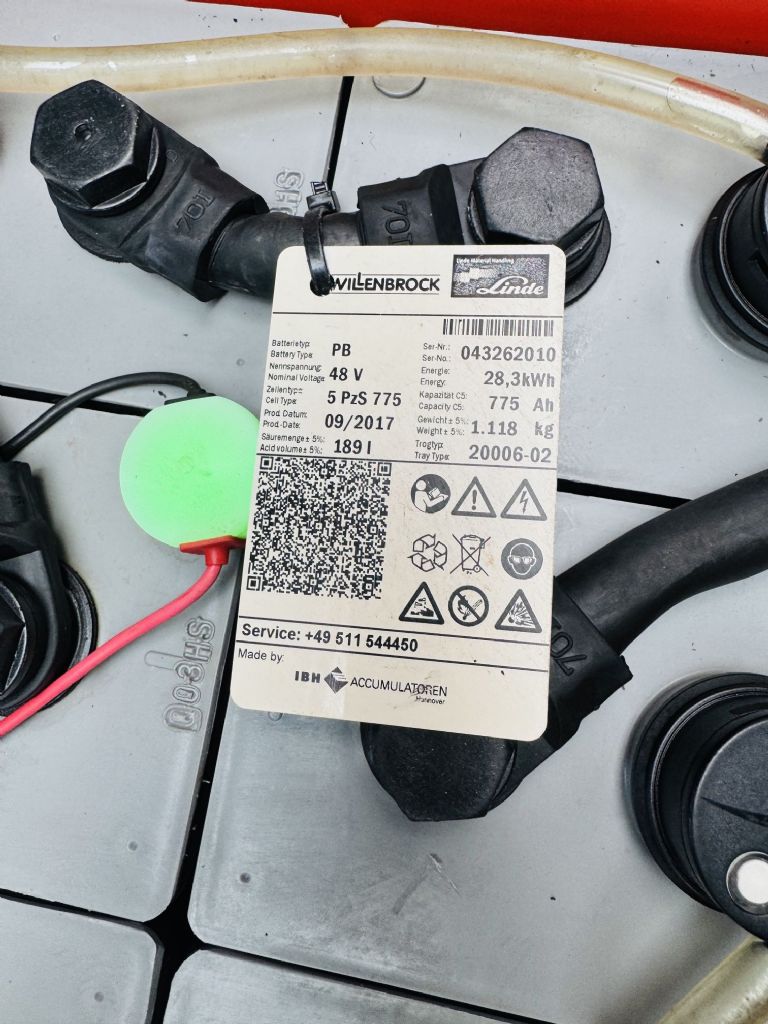 Q03HS
701
701
WILLENBROCK
Linde Material Handling
Linde
Batterietyp:
Battery Type: PB
Nennspannung:
Nominal Voltage: 48 V
Zellentyp:
Cell Type: 5 PzS 775
Prod. Datum:
Prod.-Date: 09/2017
Säuremenge ± 5%:
Acid volume ± 5%: 189 l
Ser-Nr.:
Ser-No.: 043262010
Energie:
Energy: 28,3kWh
Kapazität C5:
Capacity C5: 775 Ah
Gewicht ± 5%:
Weight ± 5%: 1.118 kg
Trogtyp:
Tray Type: 20006-02
Service: +49 511 544450
Made by:
IBH ACCUMULATOREN
Hannover
701
Q03HS